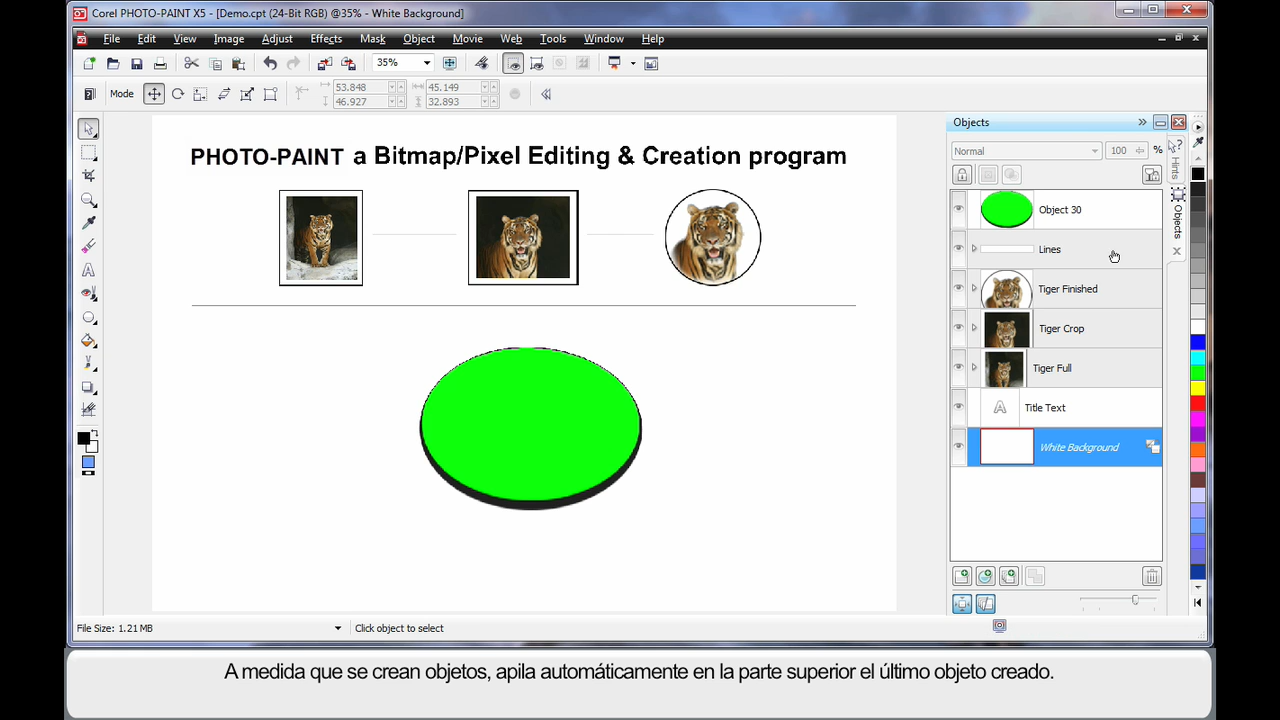 Corel PHOTO-PAINT X5 - [Demo.cpt (24-Bit RGB) @35% - White Background]
File Edit View Image Adjust Effects Mask Object Movie Web Tools Window Help
35%
Mode
53.848
46.927
45.149
32.893
PHOTO-PAINT a Bitmap/Pixel Editing & Creation program
Objects
Normal
100 %
Object 30
Lines
Tiger Finished
Tiger Crop
Tiger Full
Title Text
White Background
Hints
Objects
File Size: 1.21 MB
Click object to select
A medida que se crean objetos, apila automáticamente en la parte superior el último objeto creado.